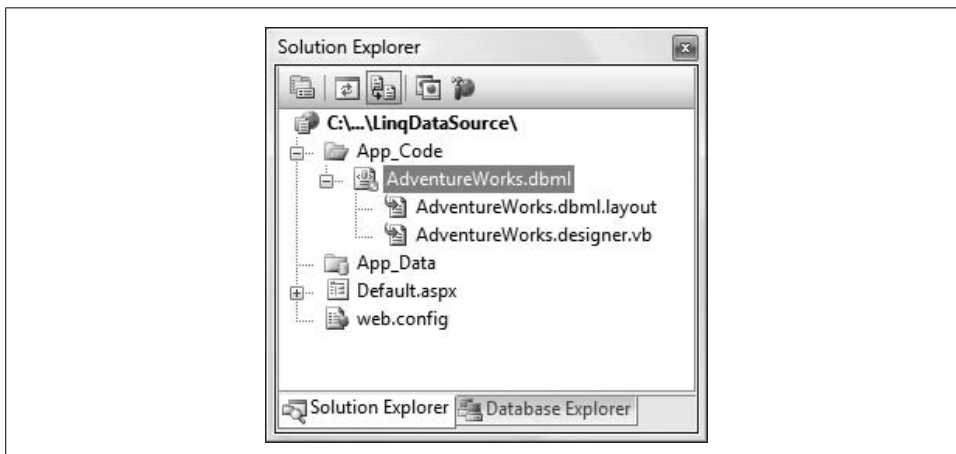 Solution Explorer
C:\...\LinqDataSource\
App_Code
AdventureWorks.dbml
AdventureWorks.dbml.layout
AdventureWorks.designer.vb
App_Data
Default.aspx
web.config
Solution Explorer Database Explorer